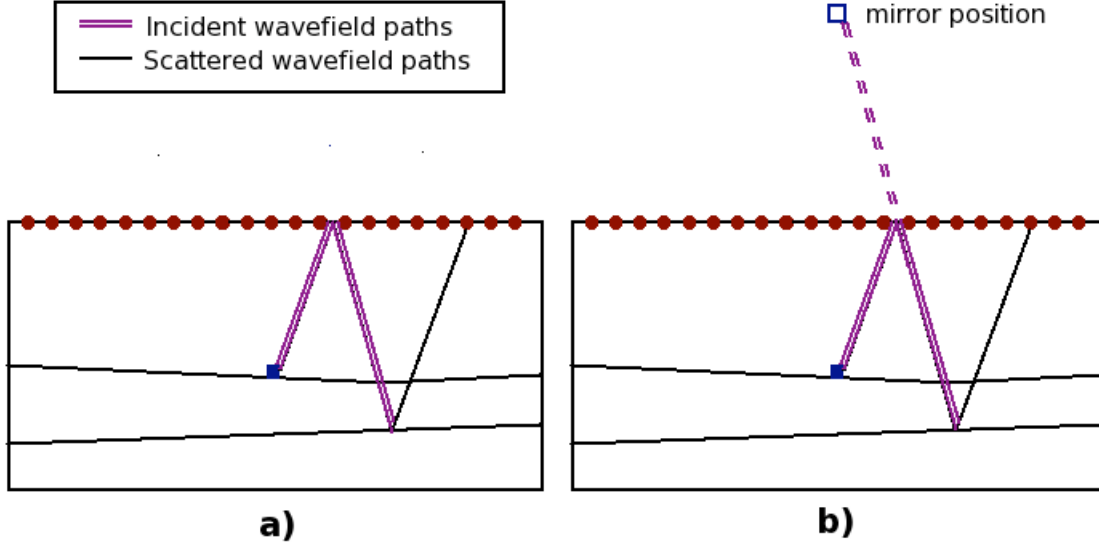 Incident wavefield paths
Scattered wavefield paths
mirror position
a)
b)